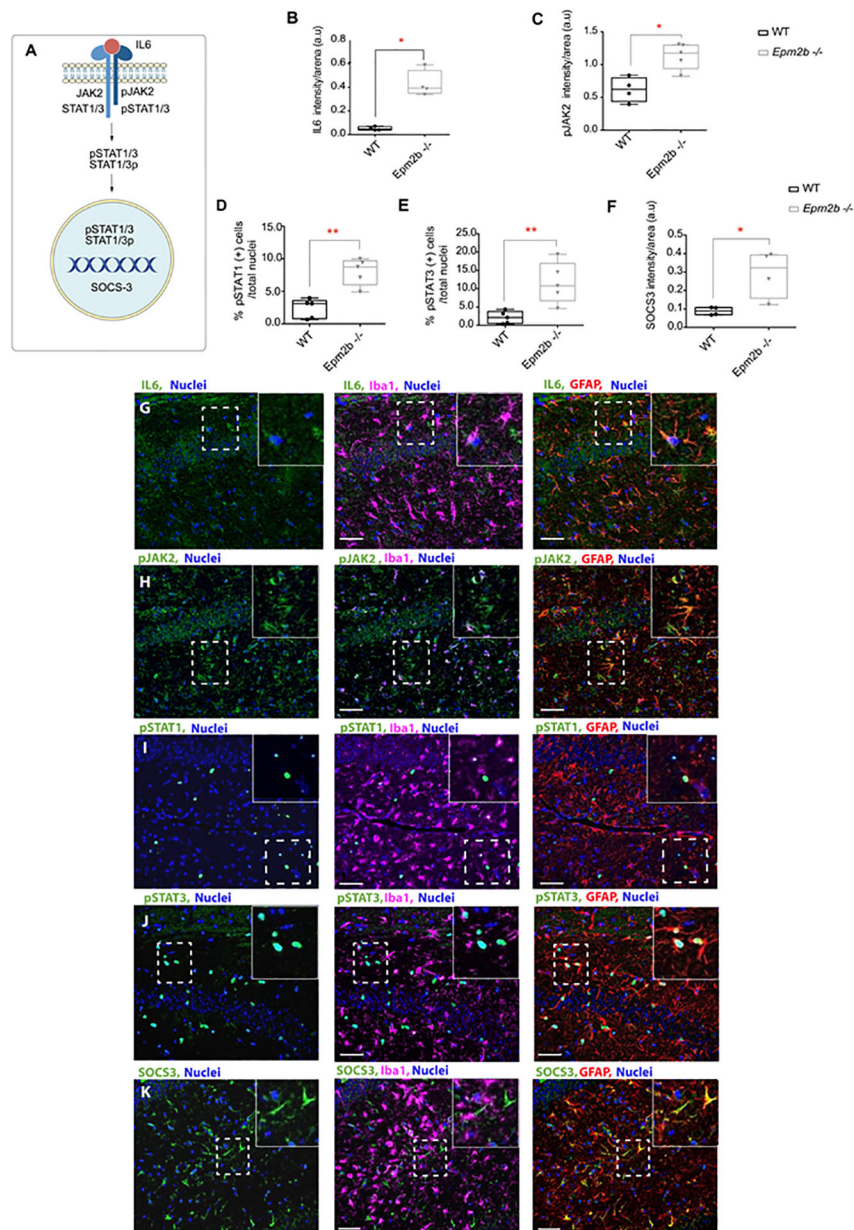 A
IL6
JAK2 pJAK2
STAT1/3 pSTAT1/3
pSTAT1/3
STAT1/3p
pSTAT1/3
STAT1/3p
SOCS-3
B
IL6 intensity/arena (a.u)
0.8
0.6
0.4
0.2
0.0
*
WT
Epm2b -/-
C
pJAK2 intensity/area (a.u)
1.5
1.0
0.5
0.0
*
WT
Epm2b -/-
WT
Epm2b -/-
D
% pSTAT1 (+) cells
/total nuclei
15.0
10.0
5.0
0.0
**
WT
Epm2b -/-
E
% pSTAT3 (+) cells
/total nuclei
25.0
20.0
15.0
10.0
5.0
0.0
**
WT
Epm2b -/-
F
SOCS3 intensity/area (a.u)
0.5
0.4
0.3
0.2
0.1
0.0
*
WT
Epm2b -/-
WT
Epm2b -/-
IL6, Nuclei IL6, Iba1, Nuclei IL6, GFAP, Nuclei
G
pJAK2, Nuclei pJAK2, Iba1, Nuclei pJAK2, GFAP, Nuclei
H
pSTAT1, Nuclei pSTAT1, Iba1, Nuclei pSTAT1, GFAP, Nuclei
I
pSTAT3, Nuclei pSTAT3, Iba1, Nuclei pSTAT3, GFAP, Nuclei
J
SOCS3, Nuclei SOCS3, Iba1, Nuclei SOCS3, GFAP, Nuclei
K